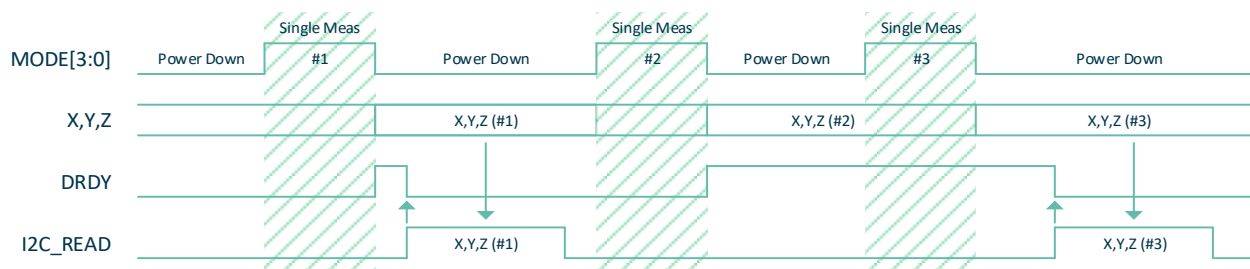 Single Meas Single Meas Single Meas
MODE[3:0] Power Down #1 Power Down #2 Power Down #3 Power Down
X,Y,Z X,Y,Z (#1) X,Y,Z (#2) X,Y,Z (#3)
DRDY
I2C_READ X,Y,Z (#1) X,Y,Z (#3)